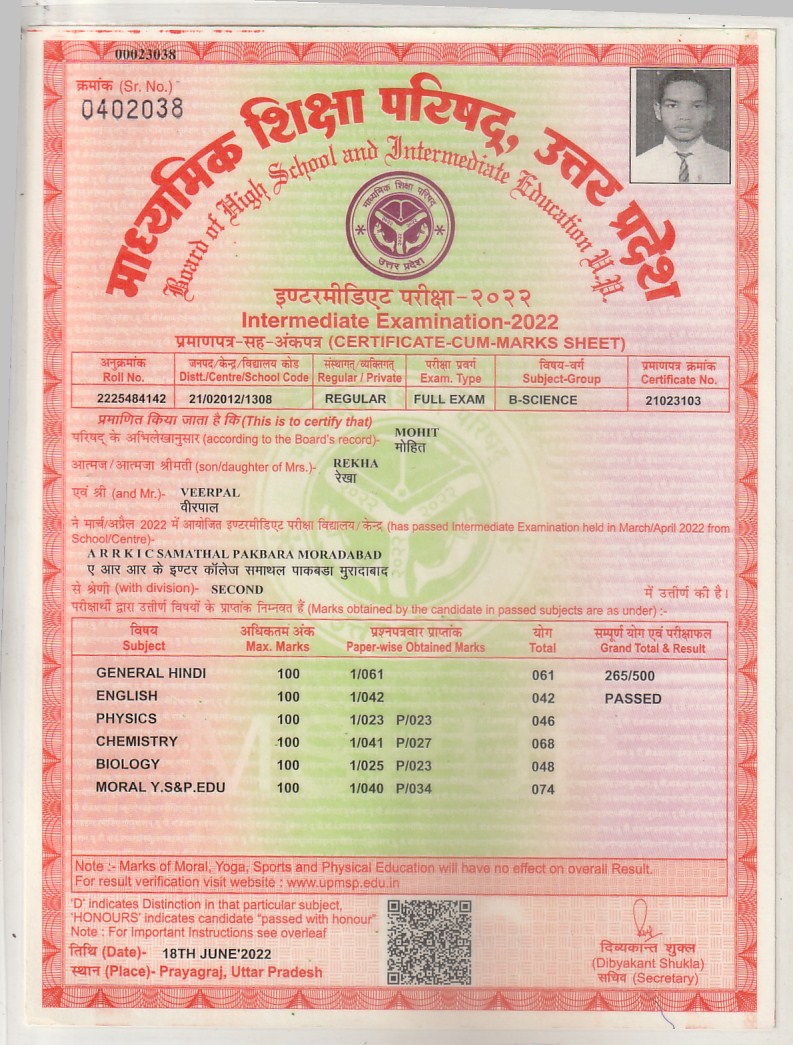 00023038
क्रमांक (Sr. No.)
0402038
माध्यमिक शिक्षा परिषद्, उत्तर प्रदेश
Board of High School and Intermediate Education U.P.
माध्यमिक शिक्षा परिषद्
उत्तर प्रदेश
इण्टरमीडिएट परीक्षा-२०२२
Intermediate Examination-2022
प्रमाणपत्र-सह-अंकपत्र (CERTIFICATE-CUM-MARKS SHEET)
अनुक्रमांक जनपद/केन्द्र/विद्यालय कोड संस्थागत/व्यक्तिगत परीक्षा प्रवर्ग विषय-वर्ग प्रमाणपत्र क्रमांक
Roll No. Distt./Centre/School Code Regular / Private Exam. Type Subject-Group Certificate No.
2225484142 21/02012/1308 REGULAR FULL EXAM B-SCIENCE 21023103
प्रमाणित किया जाता है कि (This is to certify that)
परिषद् के अभिलेखानुसार (according to the Board's record)- MOHIT
मोहित
आत्मज/आत्मजा श्रीमती (son/daughter of Mrs.)- REKHA
रेखा
एवं श्री (and Mr.)- VEERPAL
वीरपाल
ने मार्च/अप्रैल 2022 में आयोजित इण्टरमीडिएट परीक्षा विद्यालय/केन्द्र (has passed Intermediate Examination held in March/April 2022 from
School/Centre)-
A R R K I C SAMATHAL PAKBARA MORADABAD
ए आर आर के इण्टर कॉलेज समाथल पाकबडा मुरादाबाद
से श्रेणी (with division)- SECOND में उत्तीर्ण की है।
परीक्षार्थी द्वारा उत्तीर्ण विषयों के प्राप्तांक निम्नवत हैं (Marks obtained by the candidate in passed subjects are as under) :-
विषय अधिकतम अंक प्रश्नपत्रवार प्राप्तांक योग सम्पूर्ण योग एवं परीक्षाफल
Subject Max. Marks Paper-wise Obtained Marks Total Grand Total & Result
GENERAL HINDI 100 1/061 061 265/500
ENGLISH 100 1/042 042 PASSED
PHYSICS 100 1/023 P/023 046
CHEMISTRY 100 1/041 P/027 068
BIOLOGY 100 1/025 P/023 048
MORAL Y.S&P.EDU 100 1/040 P/034 074
Note :- Marks of Moral, Yoga, Sports and Physical Education will have no effect on overall Result.
For result verification visit website : www.upmsp.edu.in
'D' indicates Distinction in that particular subject,
'HONOURS' indicates candidate "passed with honour"
Note : For Important Instructions see overleaf
तिथि (Date)- 18TH JUNE'2022
स्थान (Place)- Prayagraj, Uttar Pradesh
दिब्यकान्त शुक्ल
(Dibyakant Shukla)
सचिव (Secretary)